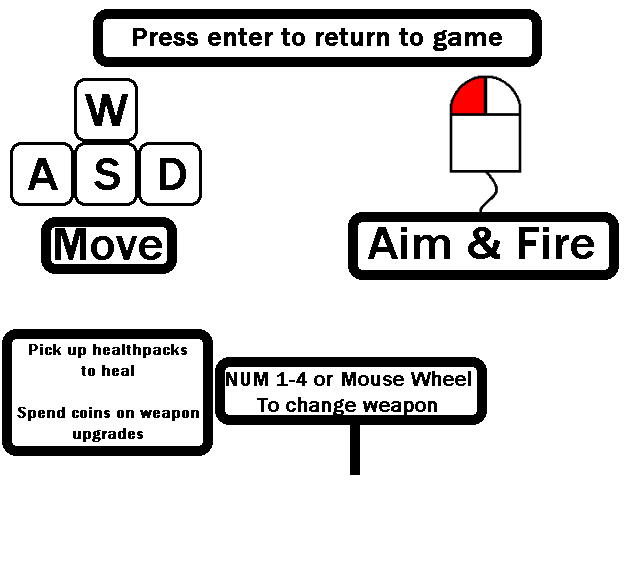 Press enter to return to game
W
A S D
Move
Aim & Fire
Pick up healthpacks
to heal
Spend coins on weapon
upgrades
NUM 1-4 or Mouse Wheel
To change weapon